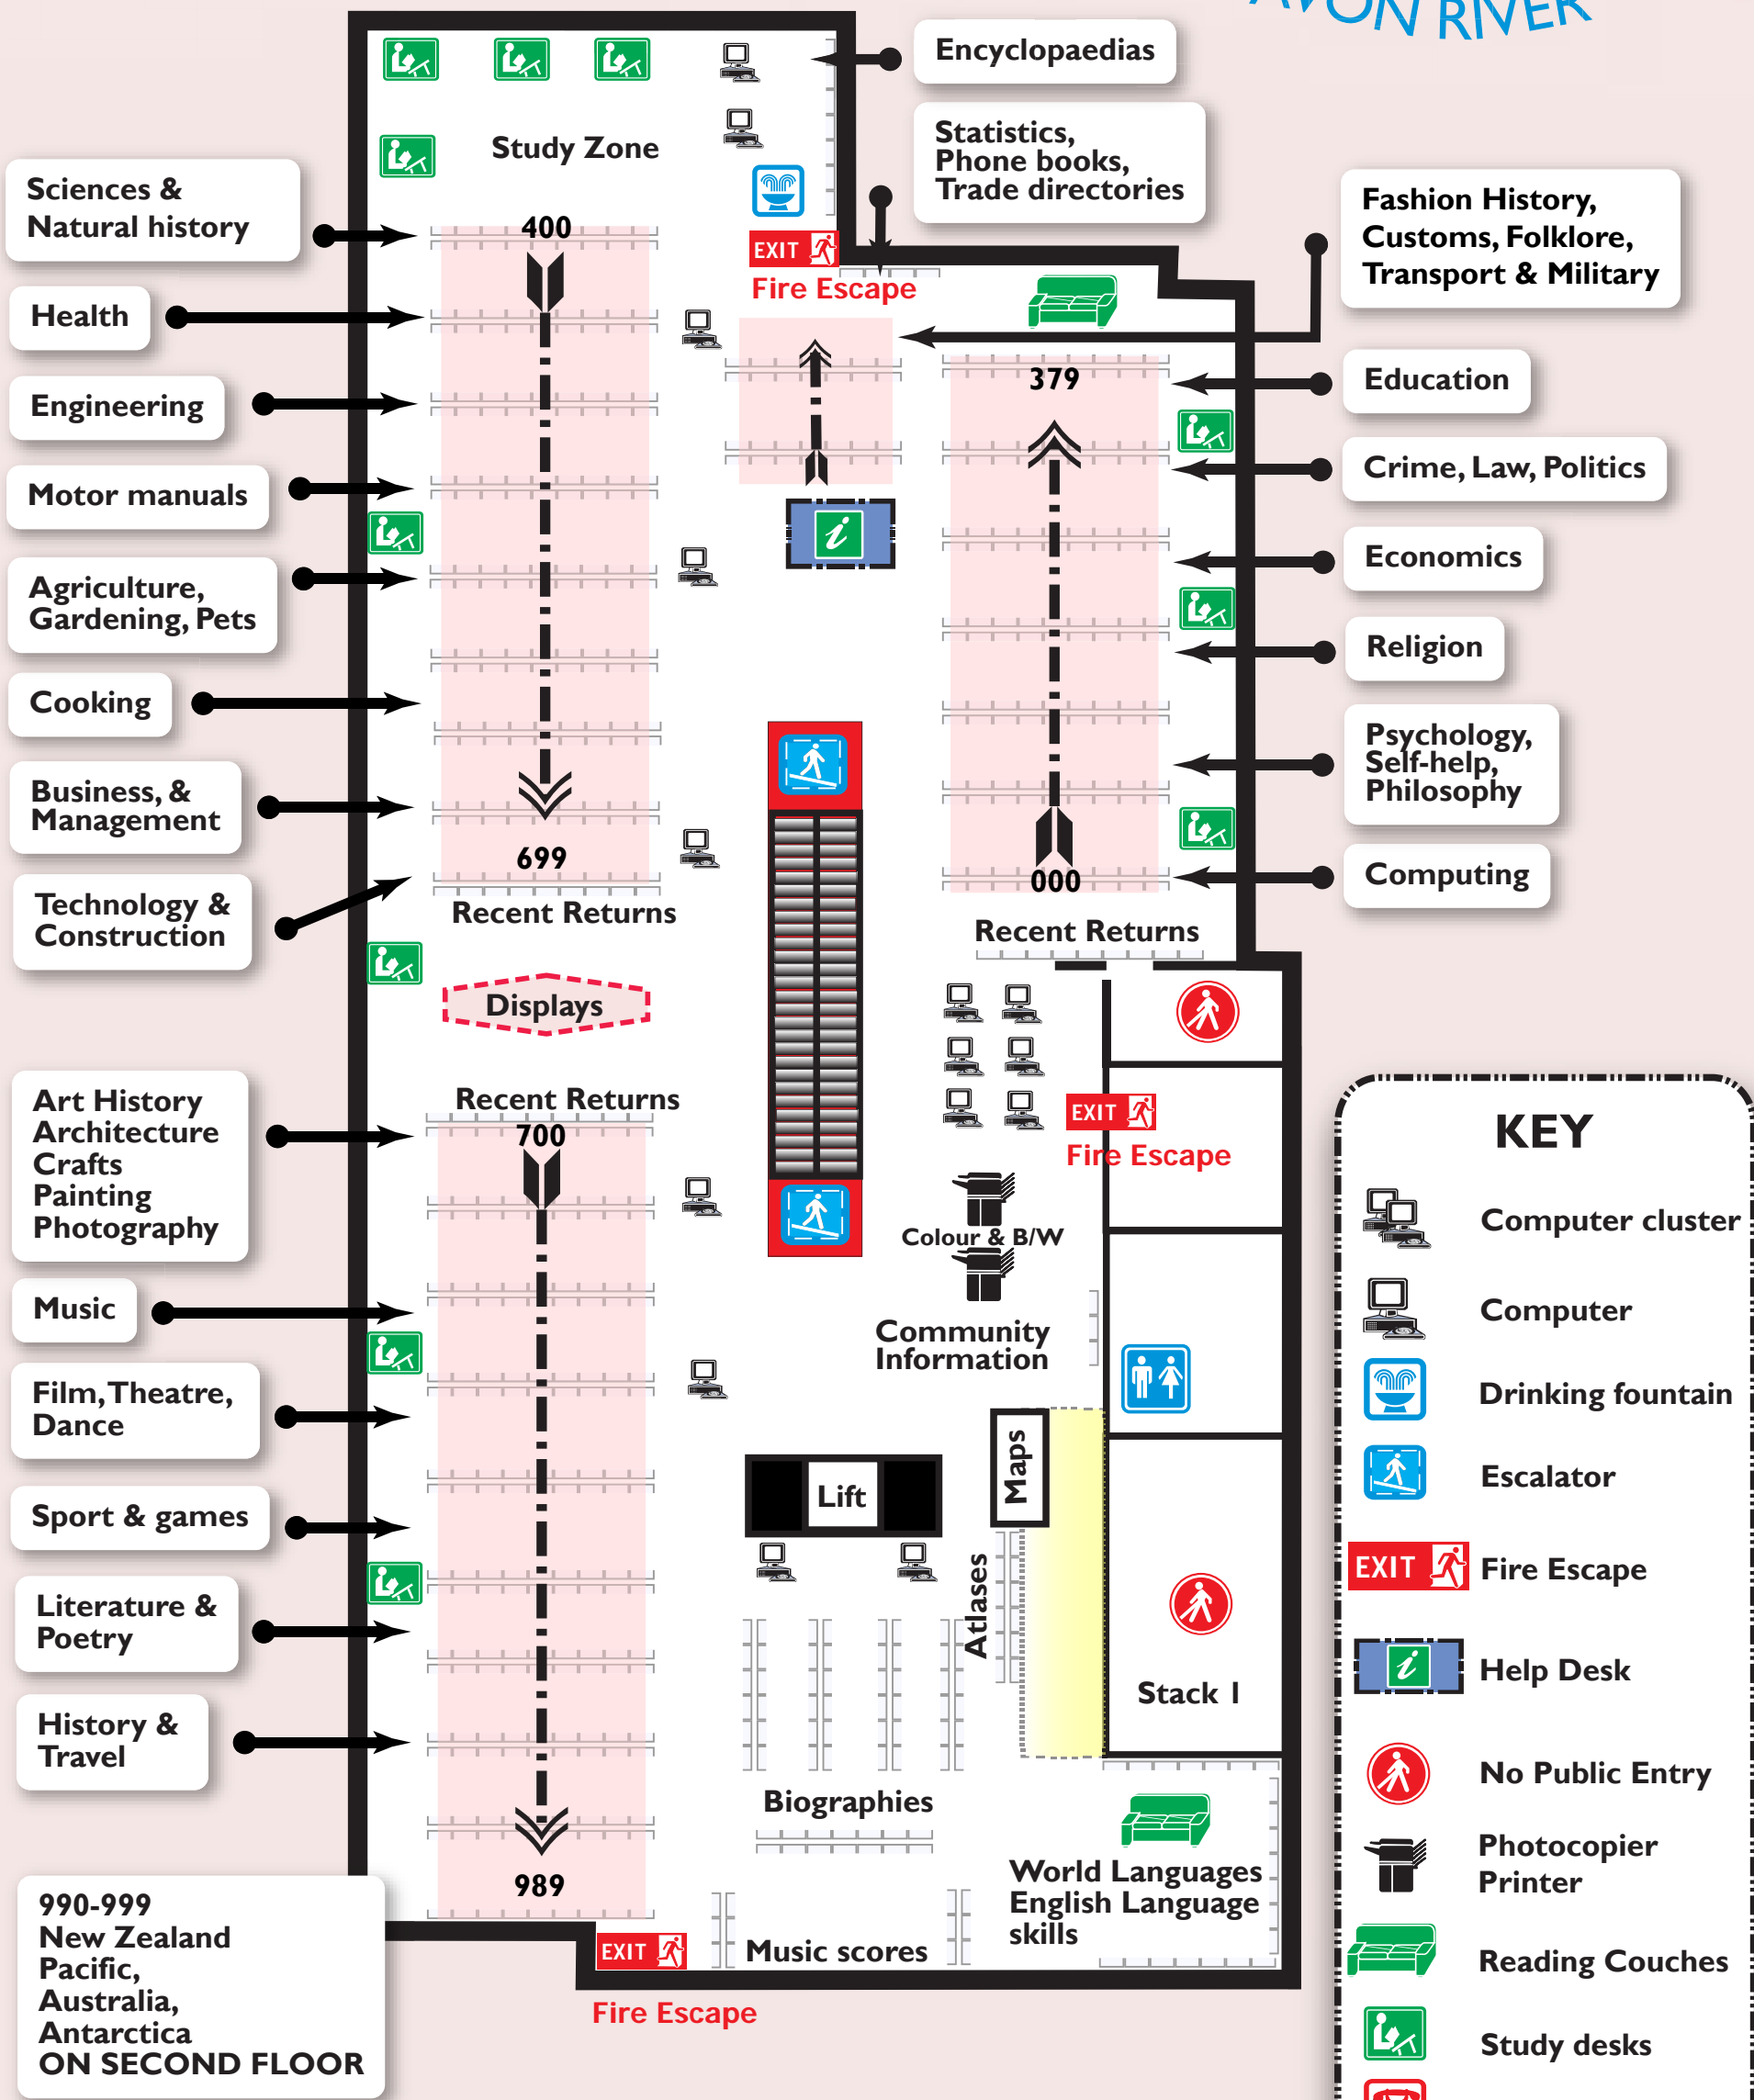 AVON RIVER
Encyclopaedias
Statistics,
Phone books,
Trade directories
Fashion History,
Customs, Folklore,
Transport & Military
Study Zone
Sciences &
Natural history
400
EXIT
Fire Escape
Health
379
Education
Engineering
Crime, Law, Politics
Motor manuals
i
Economics
Agriculture,
Gardening, Pets
Religion
Cooking
Psychology,
Self-help,
Philosophy
Business, &
Management
699
000
Computing
Technology &
Construction
Recent Returns
Recent Returns
Displays
Art History
Architecture
Crafts
Painting
Photography
Recent Returns
700
EXIT
Fire Escape
Colour & B/W
Music
Community
Information
Film, Theatre,
Dance
Maps
Lift
Sport & games
Atlases
Literature &
Poetry
Stack 1
History &
Travel
Biographies
World Languages
English Language
skills
989
990-999
New Zealand
Pacific,
Australia,
Antarctica
ON SECOND FLOOR
EXIT
Music scores
Fire Escape
KEY
Computer cluster
Computer
Drinking fountain
Escalator
EXIT
Fire Escape
i
Help Desk
No Public Entry
Photocopier
Printer
Reading Couches
Study desks